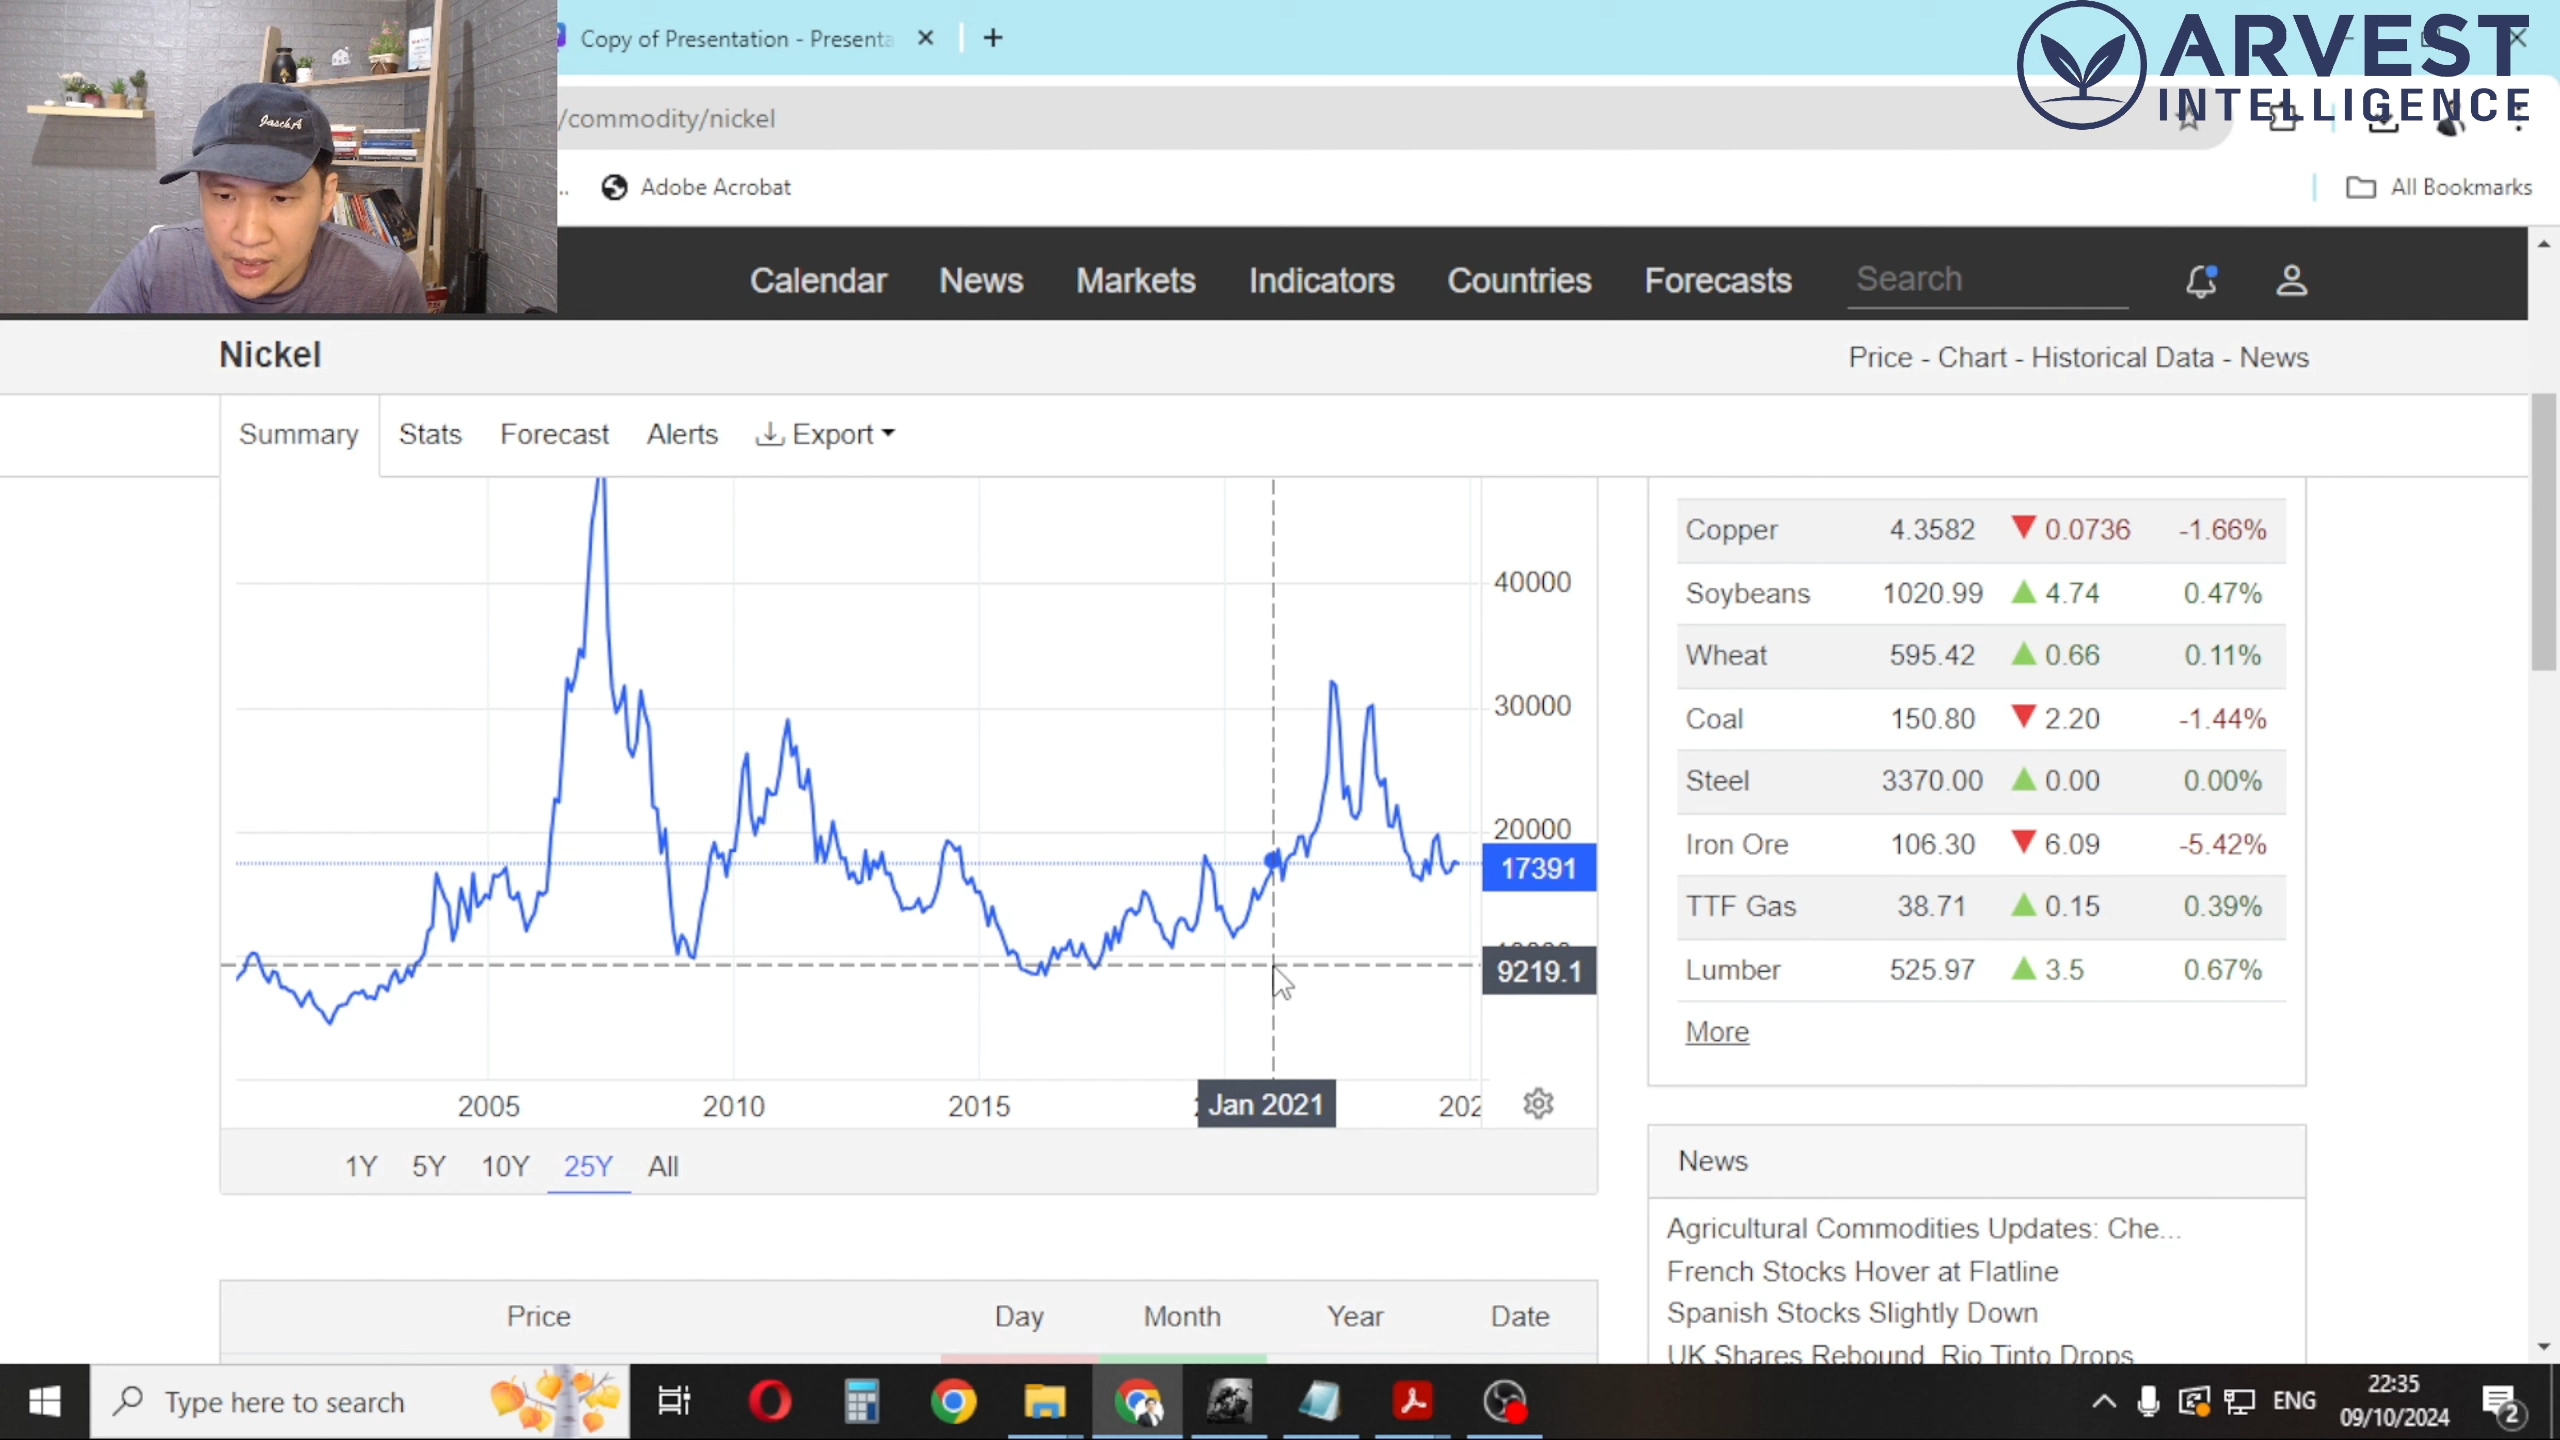 Copy of Presentation - Presenta
ARVEST
INTELLIGENCE
/commodity/nickel
Adobe Acrobat
All Bookmarks
JaschA
Calendar News Markets Indicators Countries Forecasts Search
Nickel
Price - Chart - Historical Data - News
Summary Stats Forecast Alerts Export
40000
30000
20000
17391
9219.1
2005 2010 2015 Jan 2021 202
1Y 5Y 10Y 25Y All
Copper 4.3582 0.0736 -1.66%
Soybeans 1020.99 4.74 0.47%
Wheat 595.42 0.66 0.11%
Coal 150.80 2.20 -1.44%
Steel 3370.00 0.00 0.00%
Iron Ore 106.30 6.09 -5.42%
TTF Gas 38.71 0.15 0.39%
Lumber 525.97 3.5 0.67%
More
News
Agricultural Commodities Updates: Che...
French Stocks Hover at Flatline
Spanish Stocks Slightly Down
UK Shares Rebound, Rio Tinto Drops
Price Day Month Year Date
Type here to search
ENG
22:35
09/10/2024
2